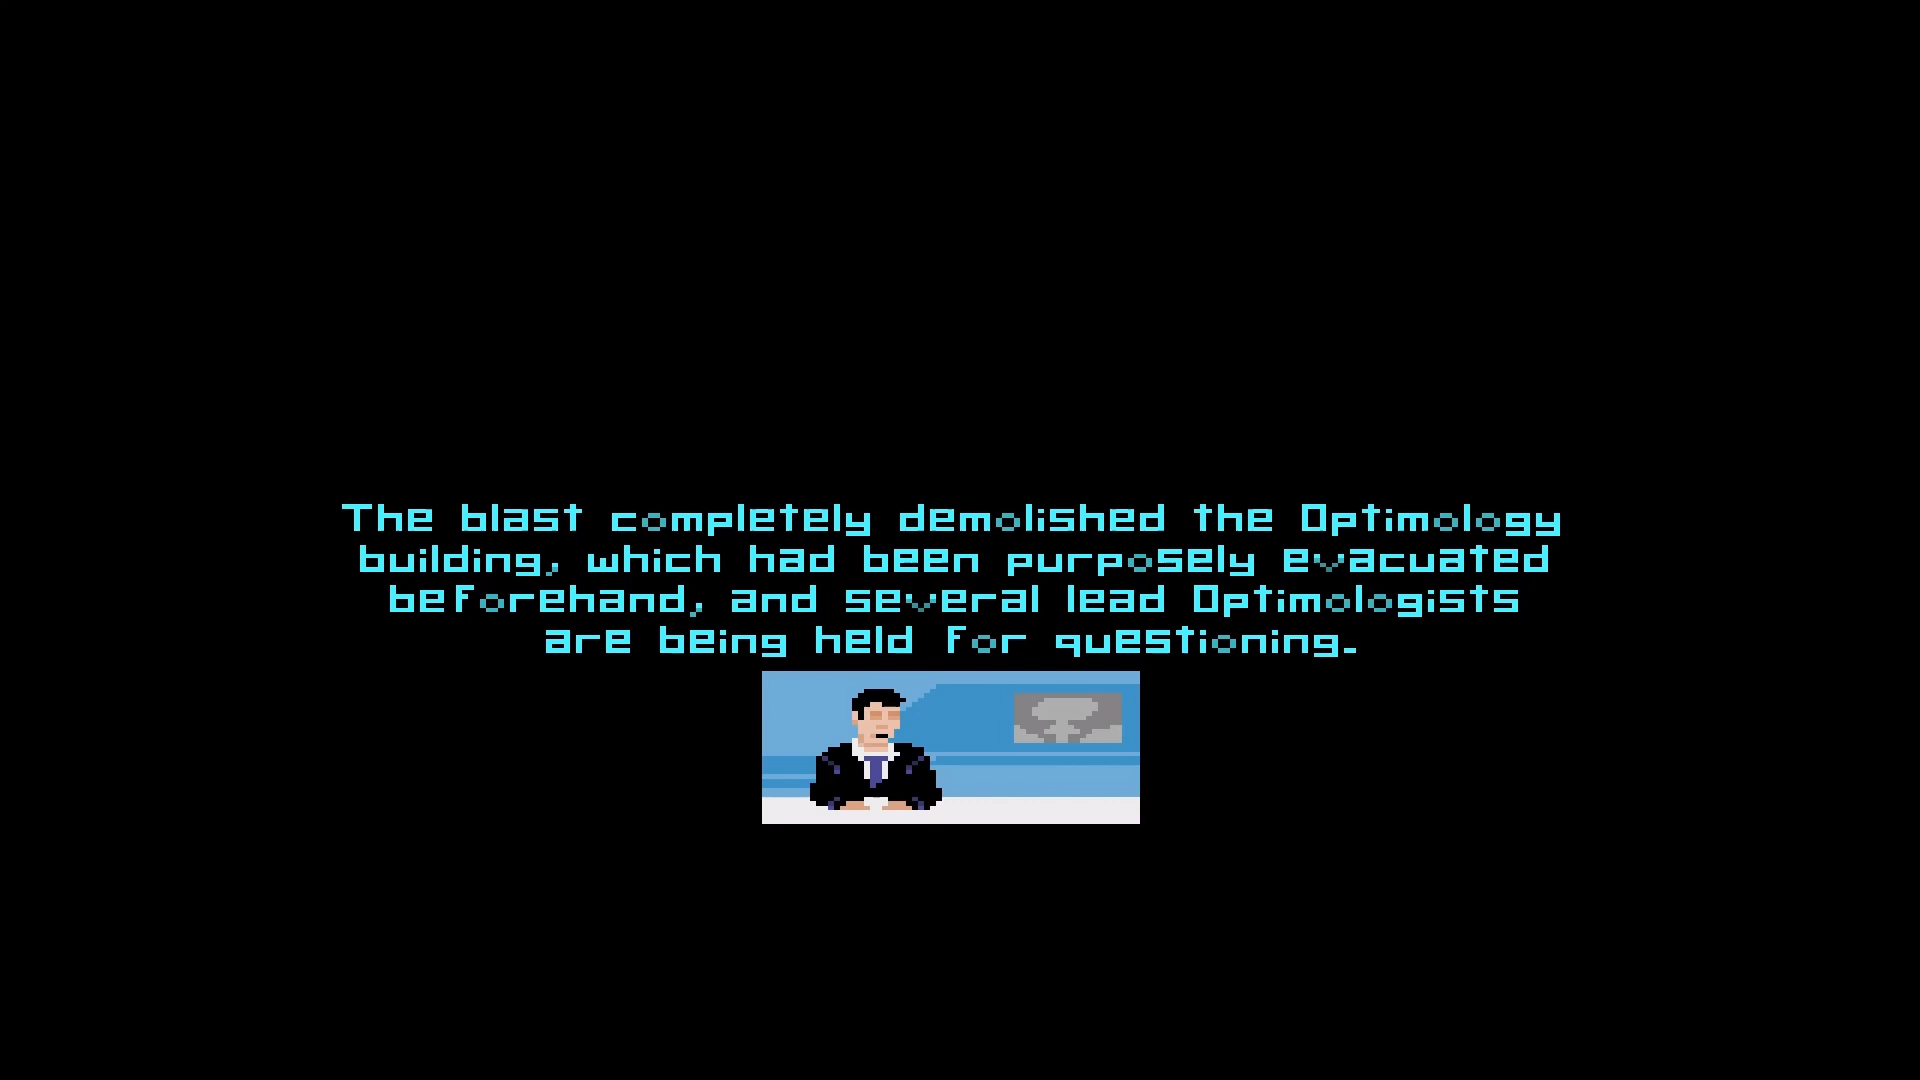 The blast completely demolished the Optimology
building, which had been purposely evacuated
beforehand, and several lead Optimologists
are being held for questioning.